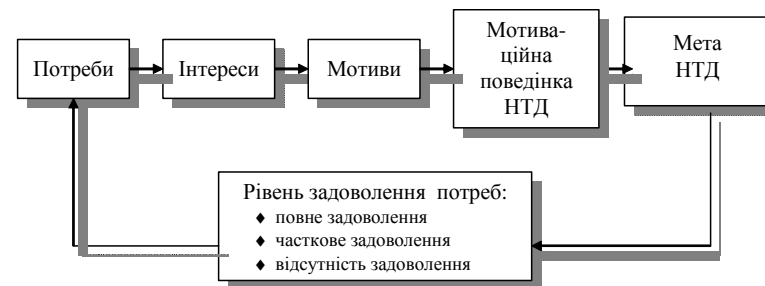 Потреби
Інтереси
Мотиви
Мотива-
ційна
поведінка
НТД
Мета
НТД
Рівень задоволення потреб:
♦ повне задоволення
♦ часткове задоволення
♦ відсутність задоволення